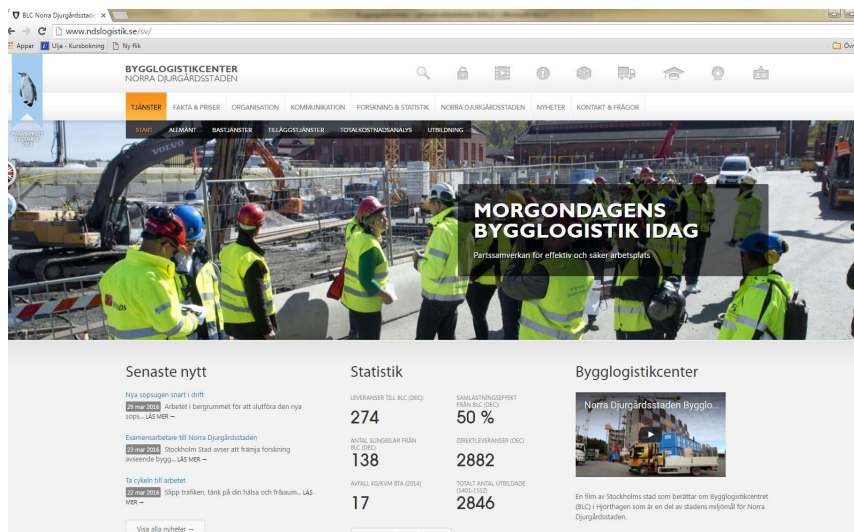 BLC Norra Djurgårdsstade
www.ndslogistik.se/sv/
Appar Ulja - Kursbokning Ny flik
BYGGLOGISTIKCENTER
NORRA DJURGÅRDSSTADEN
TJÄNSTER FAKTA & PRISER ORGANISATION KOMMUNIKATION FORSKNING & STATISTIK NORRA DJURGÅRDSSTADEN NYHETER KONTAKT & FRÅGOR
START ALLMÄNT BASTJÄNSTER TILLÄGGSTJÄNSTER TOTALKOSTNADSANALYS UTBILDNING
VOLVO
MORGONDAGENS
BYGGLOGISTIK IDAG
Partssamverkan för effektiv och säker arbetsplats
Senaste nytt
Nya sopsugen snart i drift
29 mar 2016 Arbetet i bergrummet för att slutföra den nya
sops... LÄS MER →
Examensarbetare till Norra Djurgårdsstaden
23 mar 2016 Stockholm Stad avser att främja forskning
avseende bygg... LÄS MER →
Ta cykeln till arbetet
22 mar 2016 Slipp trafiken, tänk på din hälsa och fr&aum... LÄS
MER →
Visa alla nyheter →
Statistik
LEVERANSER TILL BLC (DEC):
274
SAMLASTNINGSEFFEKT
FRÅN BLC (DEC):
50 %
ANTAL SLINGBILAR FRÅN
BLC (DEC)
138
DIREKTLEVERANSER (DEC)
2882
AVFALL KG/KVM BTA (2014)
17
TOTALT ANTAL UTBILDADE
(1401-1512)
2846
Bygglogistikcenter
Norra Djurgårdsstaden Bygglo...
En film av Stockholms stad som berättar om Bygglogistikcentret
(BLC) i Hjorthagen som är en del av stadens miljömål för Norra
Djurgårdsstaden.